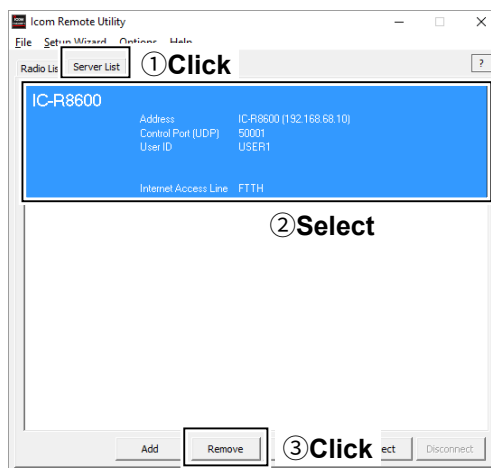 Icom Remote Utility
File Setup Wizard Options Help
Radio Lis Server List ①Click ?
IC-R8600
Address IC-R8600 (192.168.68.10)
Control Port (UDP) 50001
User ID USER1
Internet Access Line FTTH
②Select
Add Remove ③Click ect Disconnect